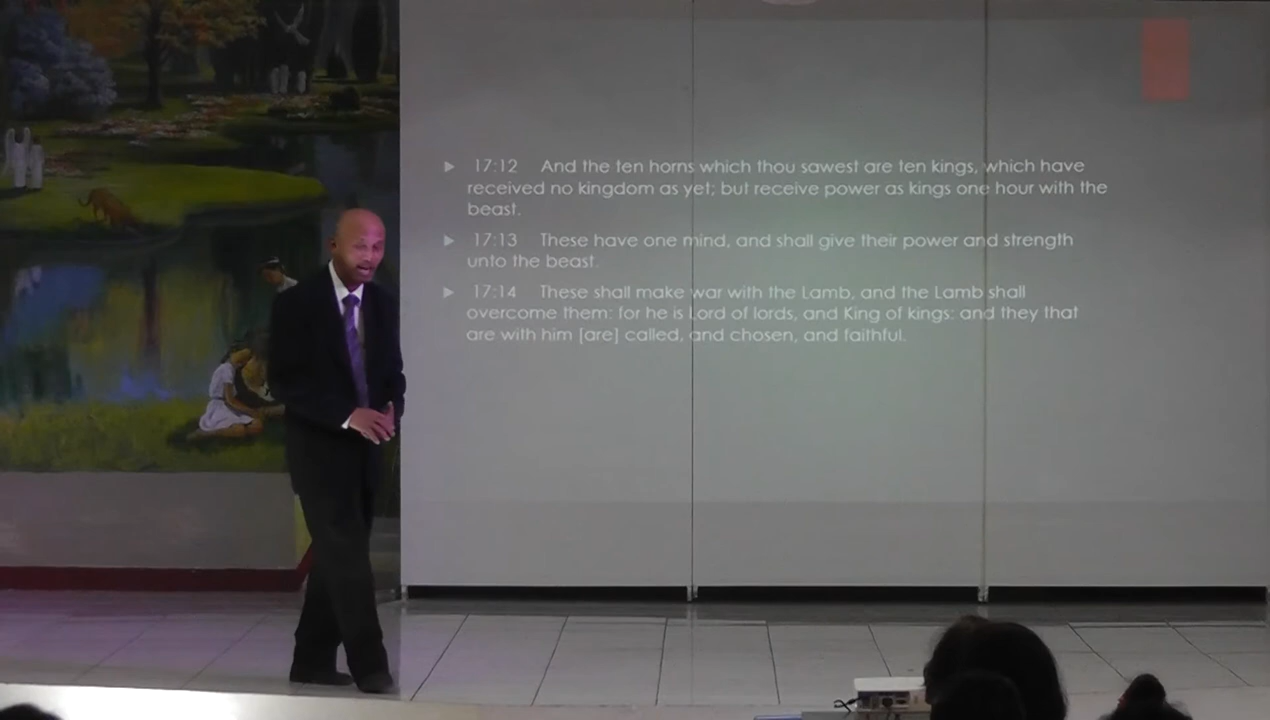 17:12 And the ten horns which thou sawest are ten kings, which have
received no kingdom as yet; but receive power as kings one hour with the
beast.
17:13 These have one mind, and shall give their power and strength
unto the beast.
17:14 These shall make war with the Lamb, and the Lamb shall
overcome them: for he is Lord of lords, and King of kings: and they that
are with him [are] called, and chosen, and faithful.